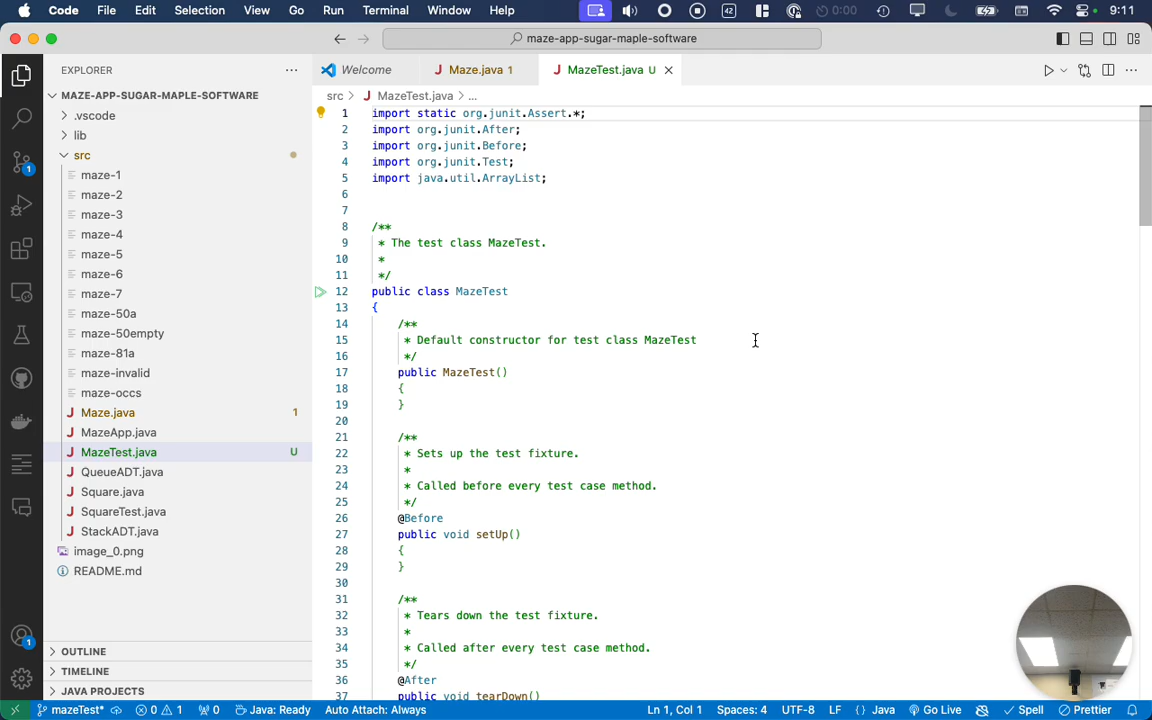 Code File Edit Selection View Go Run Terminal Window Help 42 0:00 9:11
maze-app-sugar-maple-software
EXPLORER
Welcome
Maze.java 1
MazeTest.java U
MAZE-APP-SUGAR-MAPLE-SOFTWARE
src > J MazeTest.java > ...
.vscode
lib
src
maze-1
maze-2
maze-3
maze-4
maze-5
maze-6
maze-7
maze-50a
maze-50empty
maze-81a
maze-invalid
maze-occs
J Maze.java 1
J MazeApp.java
J MazeTest.java U
J QueueADT.java
J Square.java
J SquareTest.java
J StackADT.java
image_0.png
README.md
OUTLINE
TIMELINE
JAVA PROJECTS
1 import static org.junit.Assert.*;
2 import org.junit.After;
3 import org.junit.Before;
4 import org.junit.Test;
5 import java.util.ArrayList;
6
7
8 /**
9 * The test class MazeTest.
10 *
11 */
12 public class MazeTest
13 {
14 /**
15 * Default constructor for test class MazeTest
16 */
17 public MazeTest()
18 {
19 }
20
21 /**
22 * Sets up the test fixture.
23 *
24 * Called before every test case method.
25 */
26 @Before
27 public void setUp()
28 {
29 }
30
31 /**
32 * Tears down the test fixture.
33 *
34 * Called after every test case method.
35 */
36 @After
37 public void tearDown()
mazeTest* 0 1 0 Java: Ready Auto Attach: Always Ln 1, Col 1 Spaces: 4 UTF-8 LF {} Java Go Live Spell Prettier